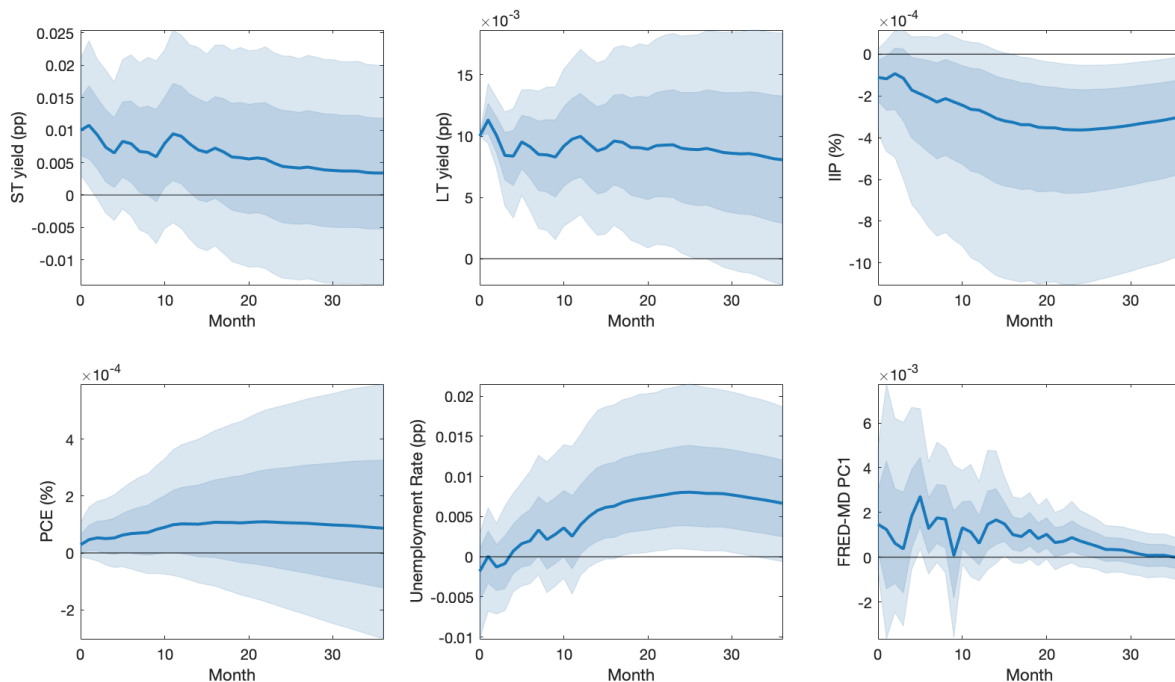 ST yield (pp)
0.025
0.02
0.015
0.01
0.005
0
-0.005
-0.01
0 10 20 30
Month
×10⁻³
LT yield (pp)
15
10
5
0
0 10 20 30
Month
×10⁻⁴
IIP (%)
0
-2
-4
-6
-8
-10
0 10 20 30
Month
×10⁻⁴
PCE (%)
4
2
0
-2
0 10 20 30
Month
Unemployment Rate (pp)
0.02
0.015
0.01
0.005
0
-0.005
-0.01
0 10 20 30
Month
×10⁻³
FRED-MD PC1
6
4
2
0
-2
0 10 20 30
Month